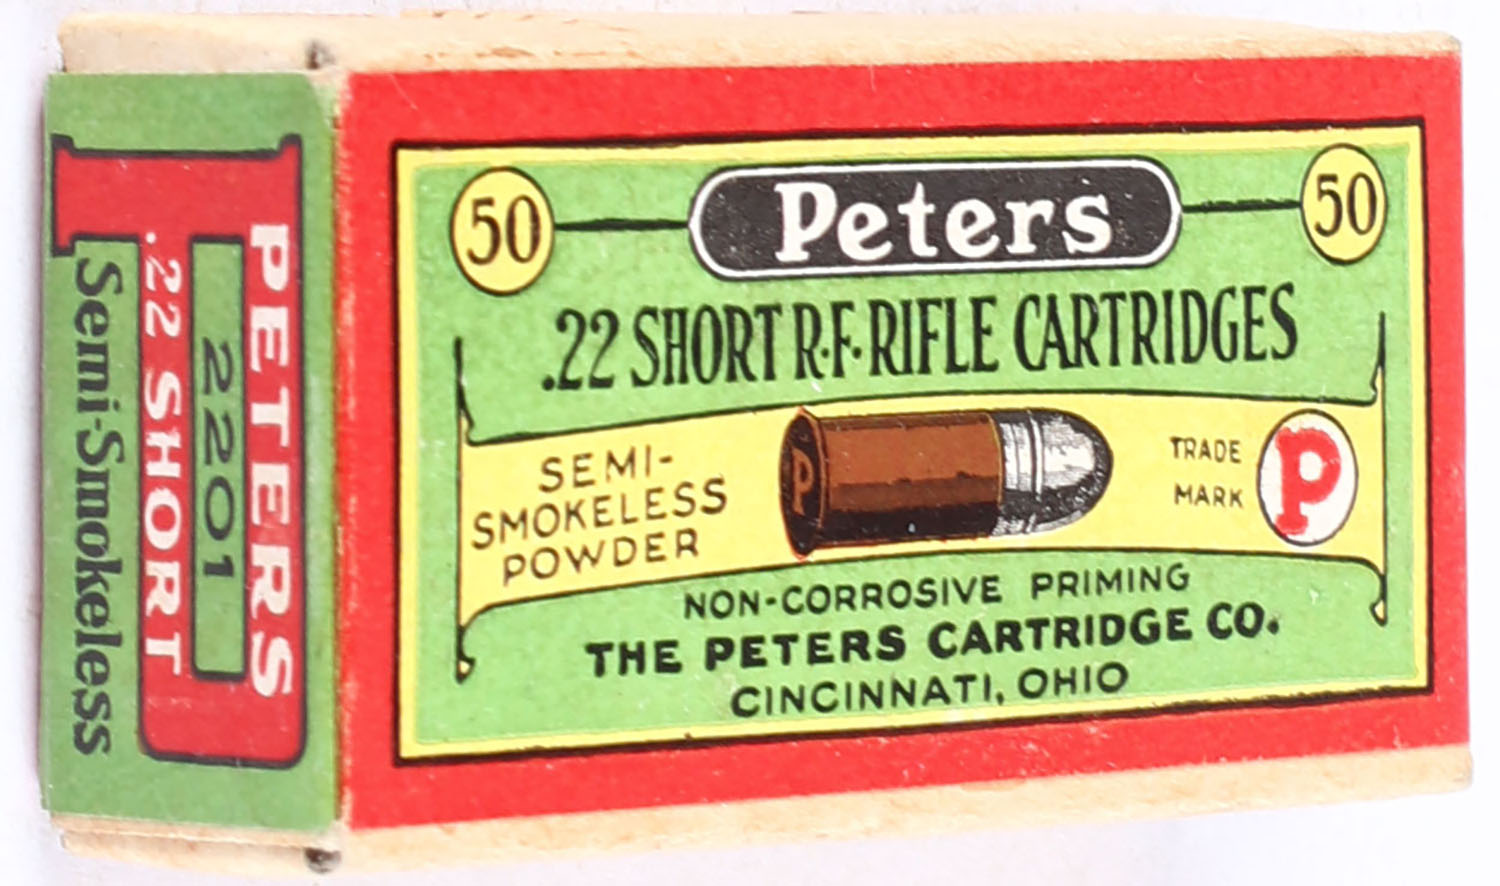 50 Peters 50
.22 SHORT R·F·RIFLE CARTRIDGES
SEMI-
SMOKELESS
POWDER
P
TRADE
MARK
P
NON-CORROSIVE PRIMING
THE PETERS CARTRIDGE CO.
CINCINNATI, OHIO
PETERS
2201
.22 SHORT
Semi-Smokeless